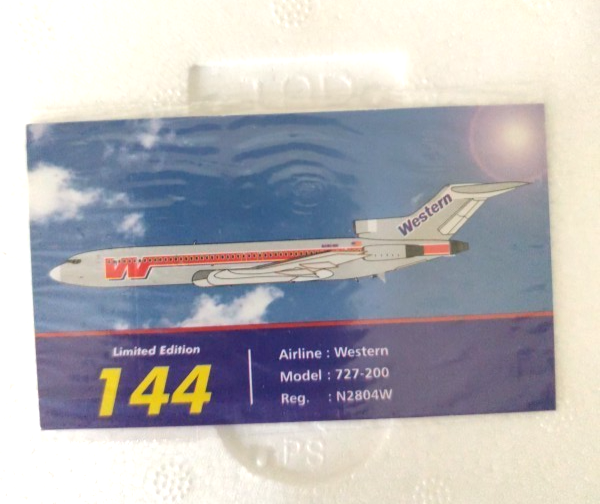 TOP
Western
W
Limited Edition
144
Airline : Western
Model : 727-200
Reg. : N2804W
PS